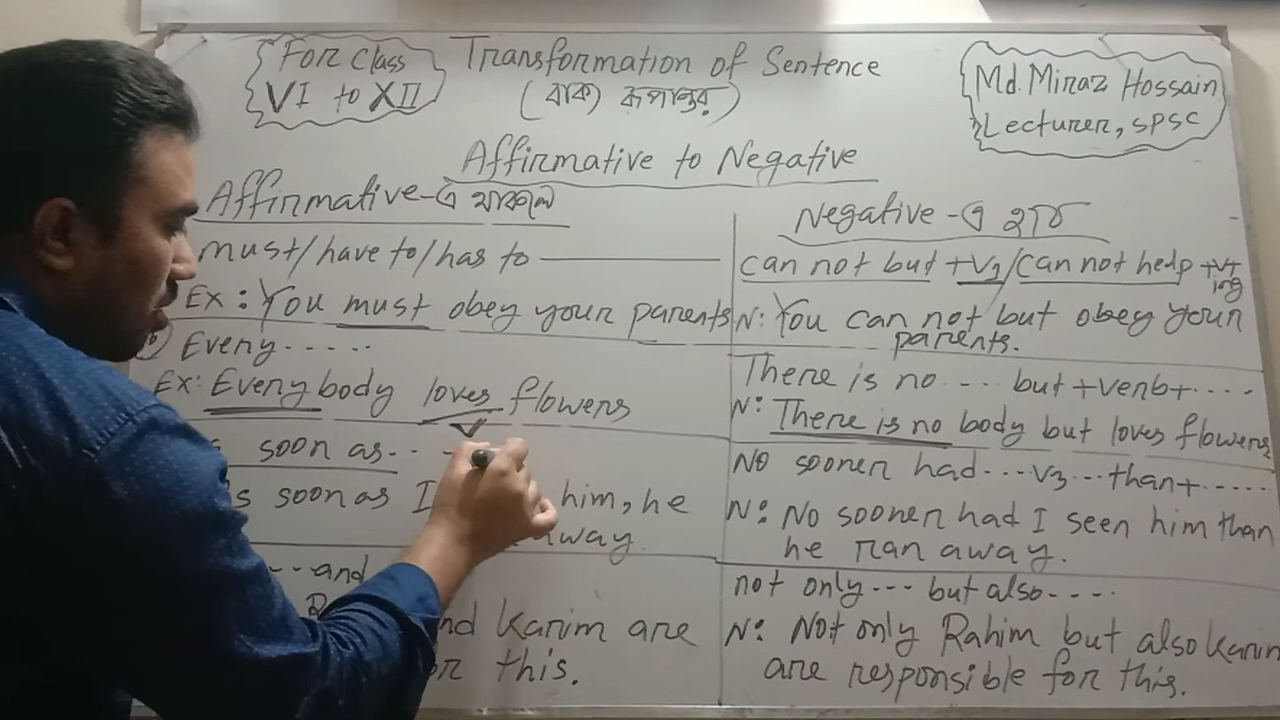 For class
VI to XII
Transformation of Sentence
(বাক্য রূপান্তর)
Md. Miraz Hossain
Lecturer, SPSC
Affirmative to Negative
Affirmative-এ থাকলে
Negative-এ হবে
must/have to/has to
can not but +V1/Can not help +v+
ing
EX: You must obey your parents
N: You can not but obey your
parents.
Every......
There is no .... but +verb+.....
Ex: Everybody loves flowers
N: There is no body but loves flowers
soon as...
No sooner had....V3...than+......
soon as I him, he
away.
N: No sooner had I seen him than
he ran away.
---and
not only--- but also----
Karim are
this.
N: Not only Rahim but also Karim
are responsible for this.